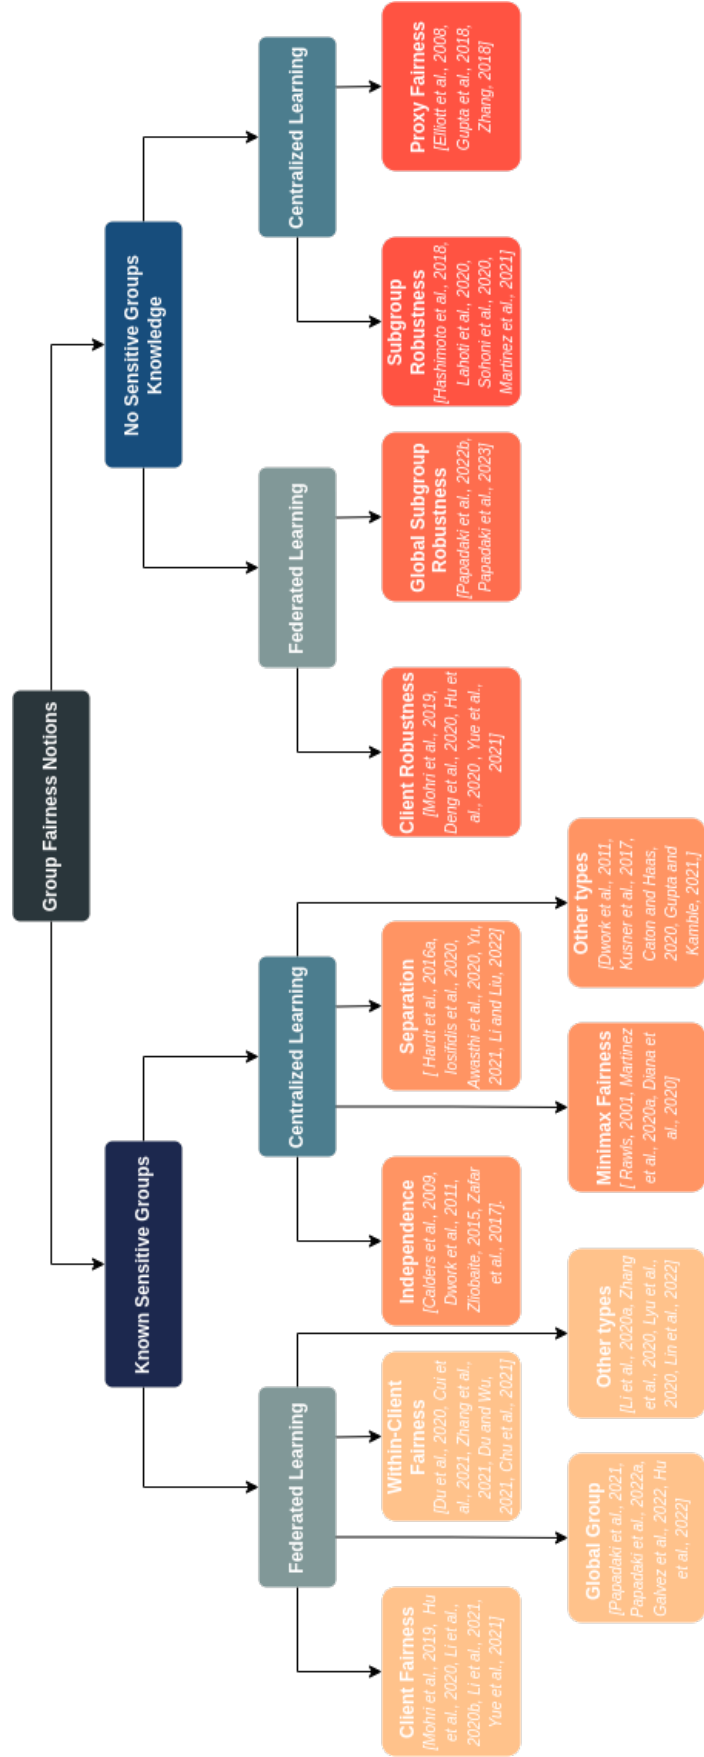 Group Fairness Notions
Known Sensitive Groups
No Sensitive Groups
Knowledge
Federated Learning
Centralized Learning
Federated Learning
Centralized Learning
Client Fairness
[Mohri et al., 2019, Hu
et al., 2020, Li et al.,
2020b, Li et al., 2021,
Yue et al., 2021]
Within-Client
Fairness
[Du et al., 2020, Cui et
al., 2021, Zhang et al.,
2021, Du and Wu,
2021, Chu et al., 2021]
Independence
[Calders et al., 2009,
Dwork et al., 2011,
Zliobaite, 2015, Zafar
et al., 2017].
Separation
[ Hardt et al., 2016a,
Iosifidis et al., 2020,
Awasthi et al., 2020, Yu,
2021, Li and Liu, 2022]
Client Robustness
[Mohri et al., 2019,
Deng et al., 2020, Hu et
al., 2020 , Yue et al.,
2021]
Global Subgroup
Robustness
[Papadaki et al., 2022b,
Papadaki et al., 2023]
Subgroup
Robustness
[Hashimoto et al., 2018,
Lahoti et al., 2020,
Sohoni et al., 2020,
Martinez et al., 2021]
Proxy Fairness
[Elliott et al., 2008,
Gupta et al., 2018,
Zhang, 2018]
Global Group
[Papadaki et al., 2021,
Papadaki et al., 2022a,
Galvez et al., 2022, Hu
et al., 2022]
Other types
[Li et al., 2020a, Zhang
et al., 2020, Lyu et al.,
2020, Lin et al., 2022]
Minimax Fairness
[ Rawls, 2001, Martinez
et al., 2020a, Diana et
al., 2020]
Other types
[Dwork et al., 2011,
Kusner et al., 2017,
Caton and Haas,
2020, Gupta and
Kamble, 2021.]